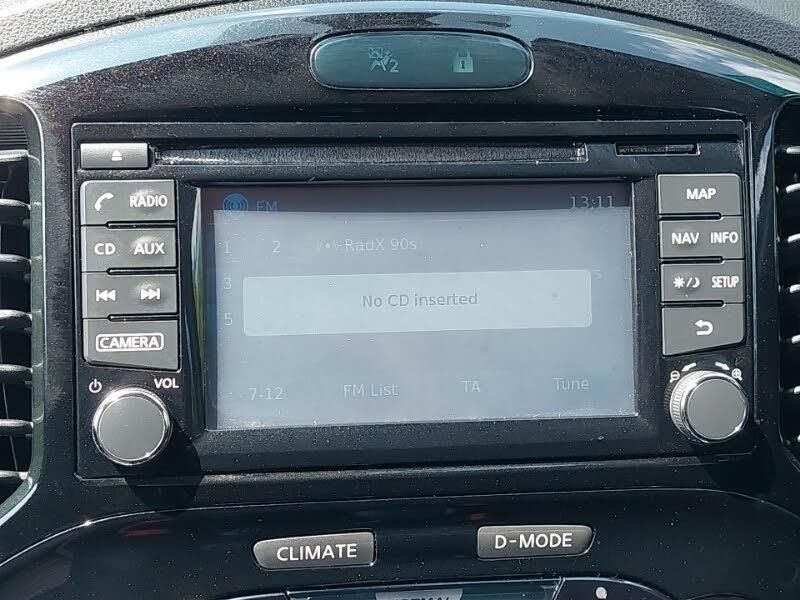 2
RADIO
CD AUX
CAMERA
VOL
FM 13:11
1 2 RadX 90s
3
No CD inserted
5
7-12 FM List TA Tune
MAP
NAV INFO
SETUP
CLIMATE
D-MODE